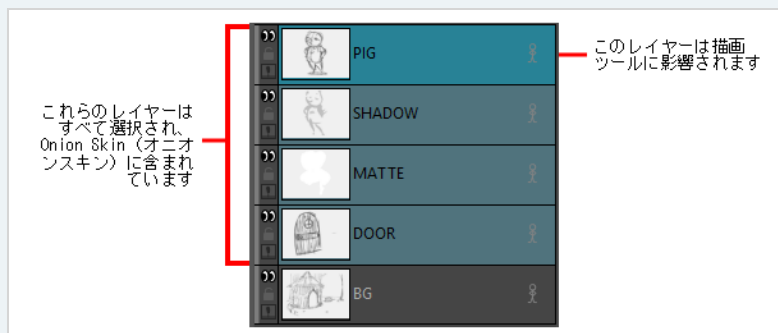 PIG
このレイヤーは描画
ツールに影響されます
これらのレイヤーは
すべて選択され、
Onion Skin（オニオ
ンスキン）に含まれ
ています
SHADOW
MATTE
DOOR
BG